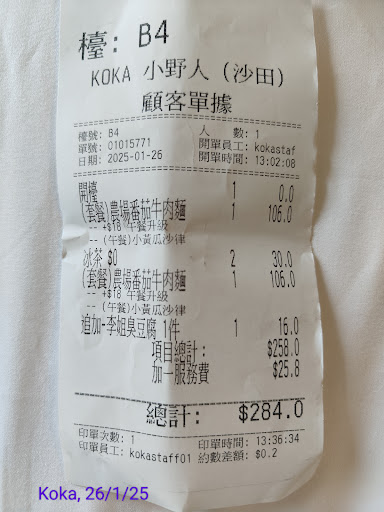 檯: B4
KOKA 小野人 (沙田)
顧客單據
檯號: B4 人 數: 1
單號: 01015771 開單員工: kokastaf
日期: 2025-01-26 開單時間: 13:02:08
開檯 1 0.0
(套餐)農場番茄牛肉麵 1 106.0
-- +$18 午餐升級
-- (午餐)小黃瓜沙律
冰茶 $0 2 30.0
(套餐)農場番茄牛肉麵 1 106.0
-- +$18 午餐升級
-- (午餐)小黃瓜沙律
追加-李姐臭豆腐 1件 1 16.0
項目總計: $258.0
加一服務費 $25.8
總計: $284.0
印單次數: 1 印單時間: 13:36:34
印單員工: kokastaff01 約數差額: $0.2
Koka, 26/1/25